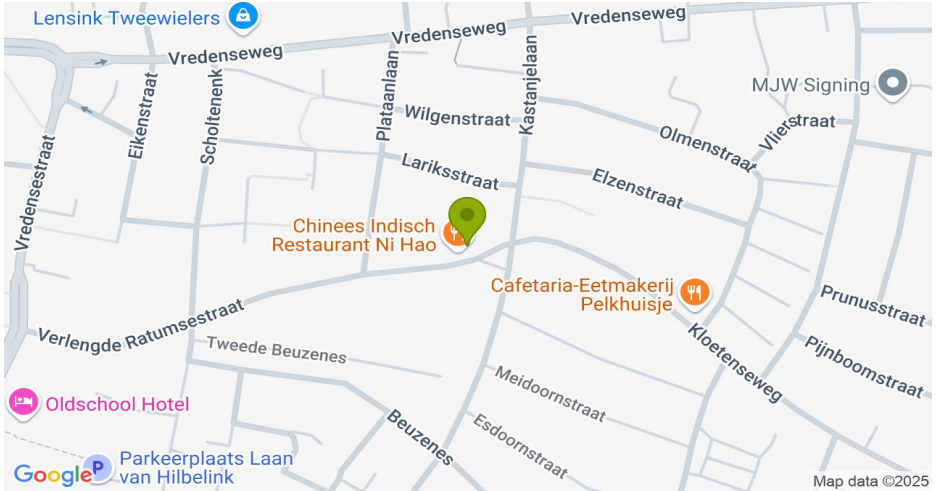 Lensink Tweewielers
Vredenseweg
Vredenseweg
Vredenseweg
MJW Signing
Eikenstraat
Scholtenenk
Plataanlaan
Wilgenstraat
Kastanjelaan
Olmenstraat
Vlierstraat
Lariksstraat
Elzenstraat
Vredensestraat
Chinees Indisch
Restaurant Ni Hao
Cafetaria-Eetmakerij
Pelkhuisje
Prunusstraat
Verlengde Ratumsestraat
Kloetenseweg
Pijnboomstraat
Tweede Beuzenes
Meidoornstraat
Oldschool Hotel
Beuzenes
Esdoornstraat
Parkeerplaats Laan
van Hilbelink
P
Google
Map data ©2025